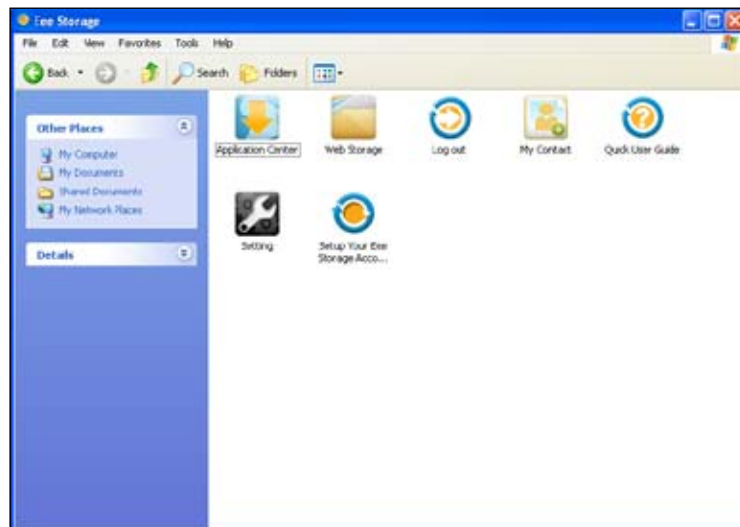 Eee Storage
File Edit View Favorites Tools Help
Back Search Folders
Other Places
My Computer
My Documents
Shared Documents
My Network Places
Details
Application Center Web Storage Log out My Contact Quick User Guide
Setting Setup Your Eee
Storage Acco...